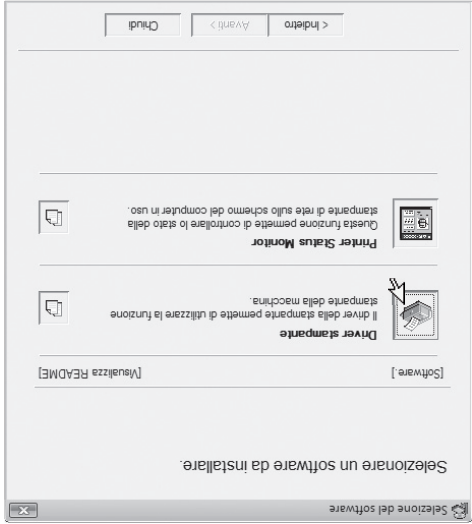 Selezione del software
Selezionare un software da installare.
[Software ]
[Visualizza README]
Driver stampante
Il driver della stampante permette di utilizzare la funzione
stampante della macchina.
Printer Status Monitor
Questa funzione permette di controllare lo stato della
stampante di rete sullo schermo del computer in uso.
< Indietro
Avanti >
Chiudi